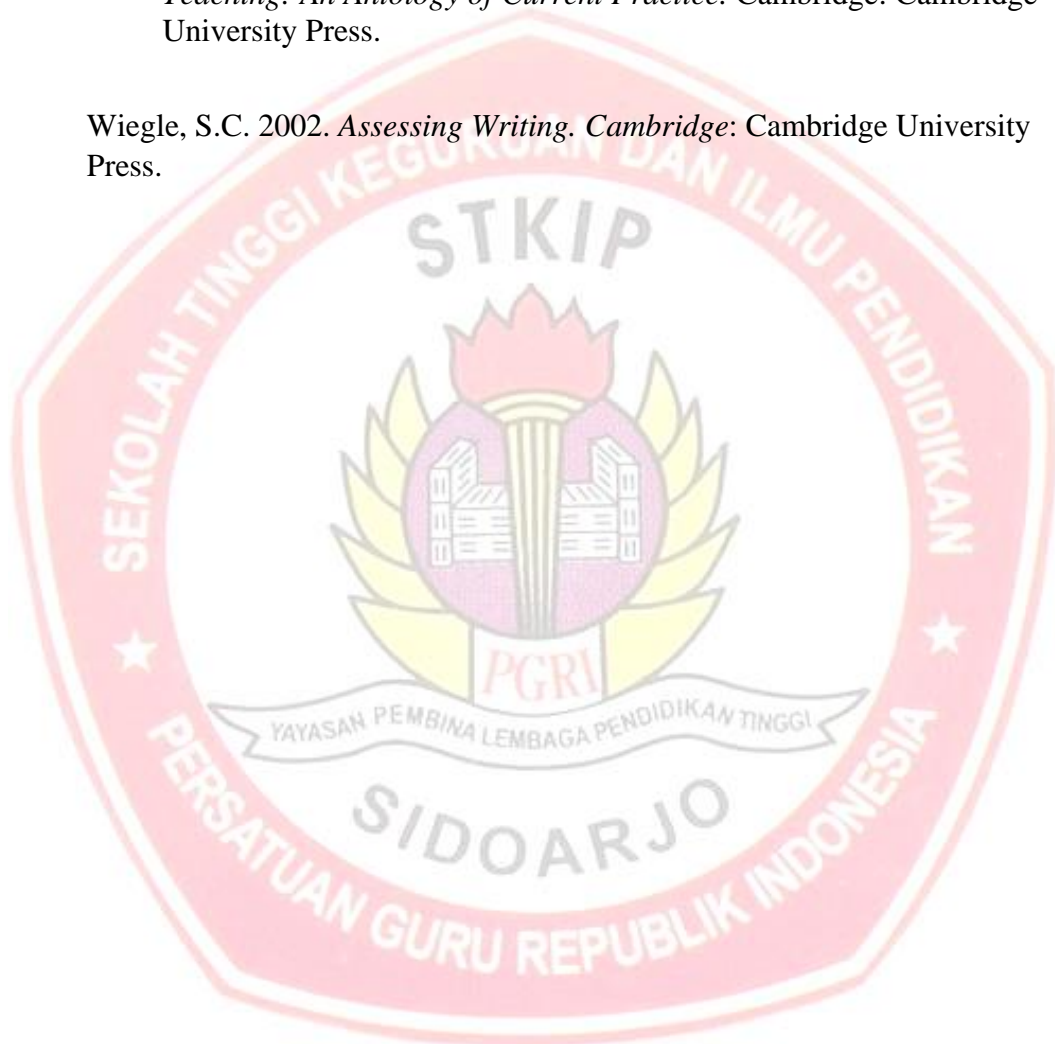 Teaching: An Antology of Current Practice. Cambridge: Cambridge
University Press.
Wiegle, S.C. 2002. Assessing Writing. Cambridge: Cambridge University
Press.
SEKOLAH TINGGI KEGURUAN DAN ILMU PENDIDIKAN
STKIP
PGRI
YAYASAN PEMBINA LEMBAGA PENDIDIKAN TINGGI
SIDOARJO
PERSATUAN GURU REPUBLIK INDONESIA